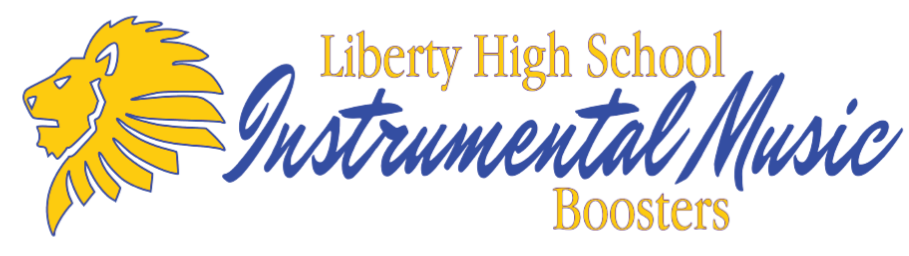 Liberty High School
Instrumental Music
Boosters